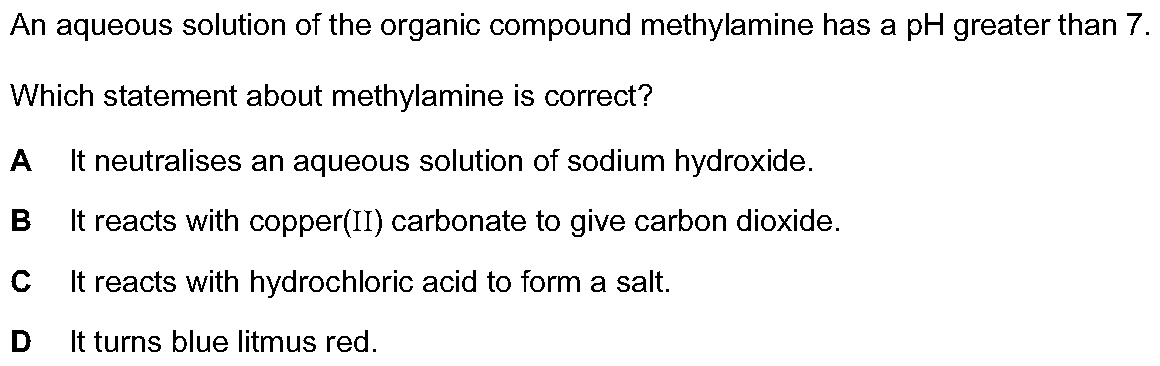 An aqueous solution of the organic compound methylamine has a pH greater than 7.
Which statement about methylamine is correct?
A It neutralises an aqueous solution of sodium hydroxide.
B It reacts with copper(II) carbonate to give carbon dioxide.
C It reacts with hydrochloric acid to form a salt.
D It turns blue litmus red.